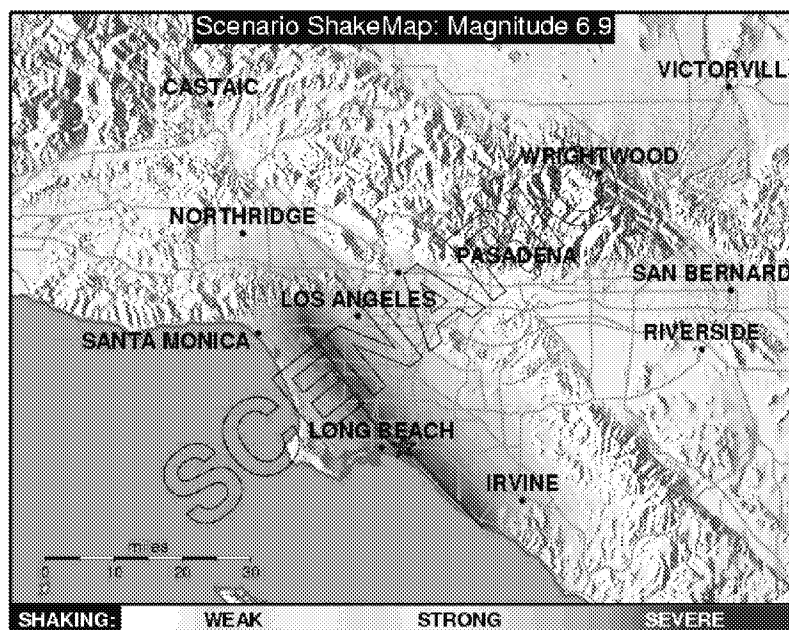 Scenario ShakeMap: Magnitude 6.9
VICTORVILL
CASTAIC
WRIGHTWOOD
NORTHRIDGE
PASADENA
SAN BERNARD
LOS ANGELES
SANTA MONICA
RIVERSIDE
LONG BEACH
IRVINE
miles
0 10 20 30
SHAKING: WEAK STRONG SEVERE